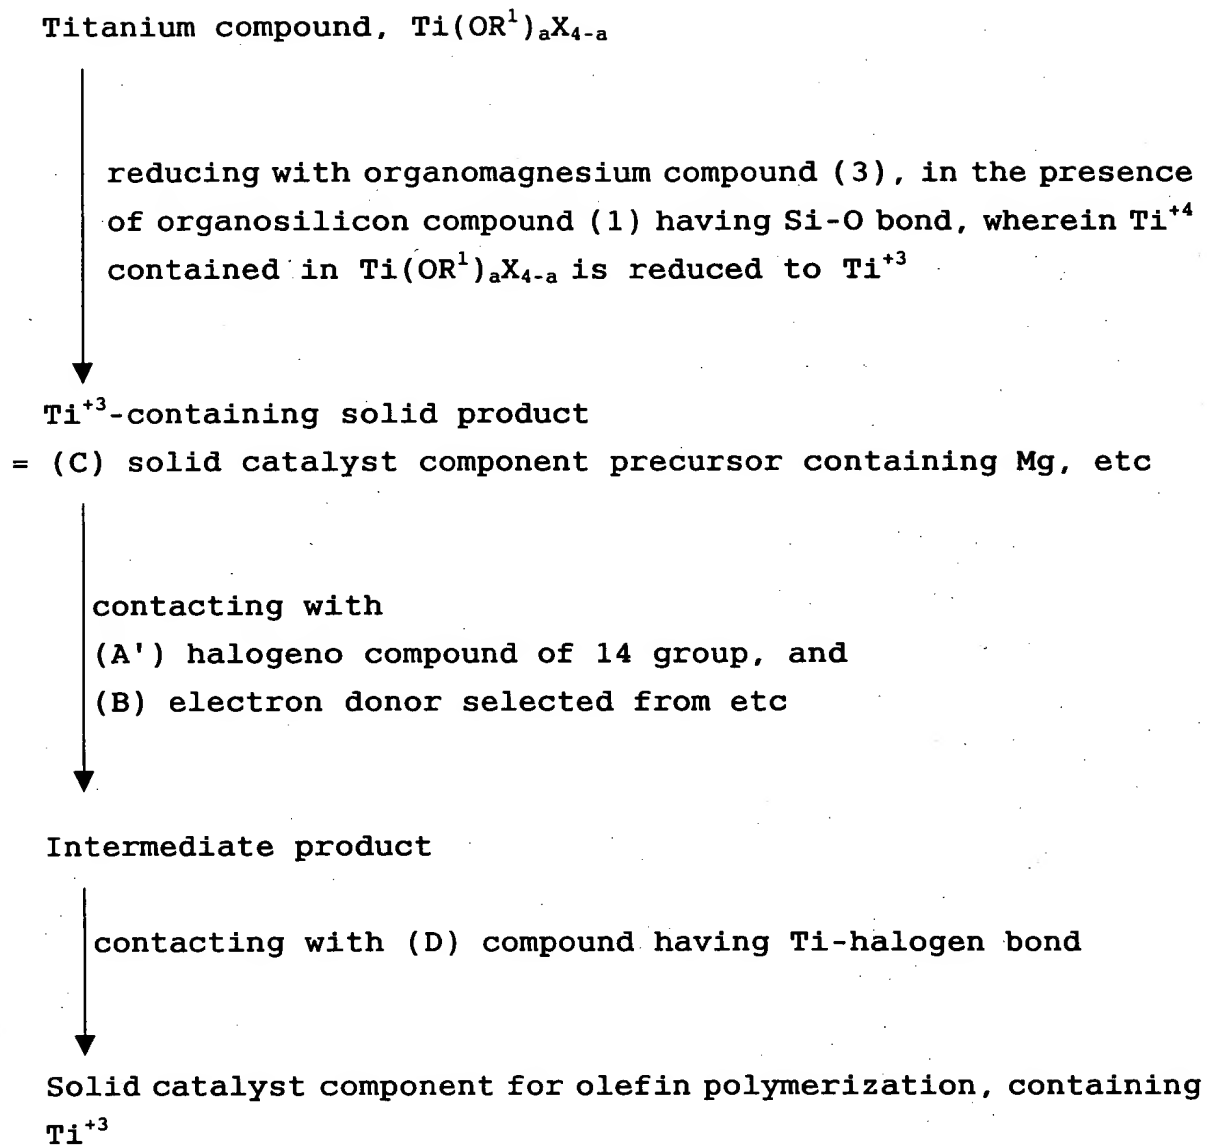 Titanium compound, Ti(OR¹)ₐX₄₋ₐ
reducing with organomagnesium compound (3), in the presence
of organosilicon compound (1) having Si-O bond, wherein Ti⁺⁴
contained in Ti(OR¹)ₐX₄₋ₐ is reduced to Ti⁺³
Ti⁺³-containing solid product
= (C) solid catalyst component precursor containing Mg, etc
contacting with
(A') halogeno compound of 14 group, and
(B) electron donor selected from etc
Intermediate product
contacting with (D) compound having Ti-halogen bond
Solid catalyst component for olefin polymerization, containing
Ti⁺³